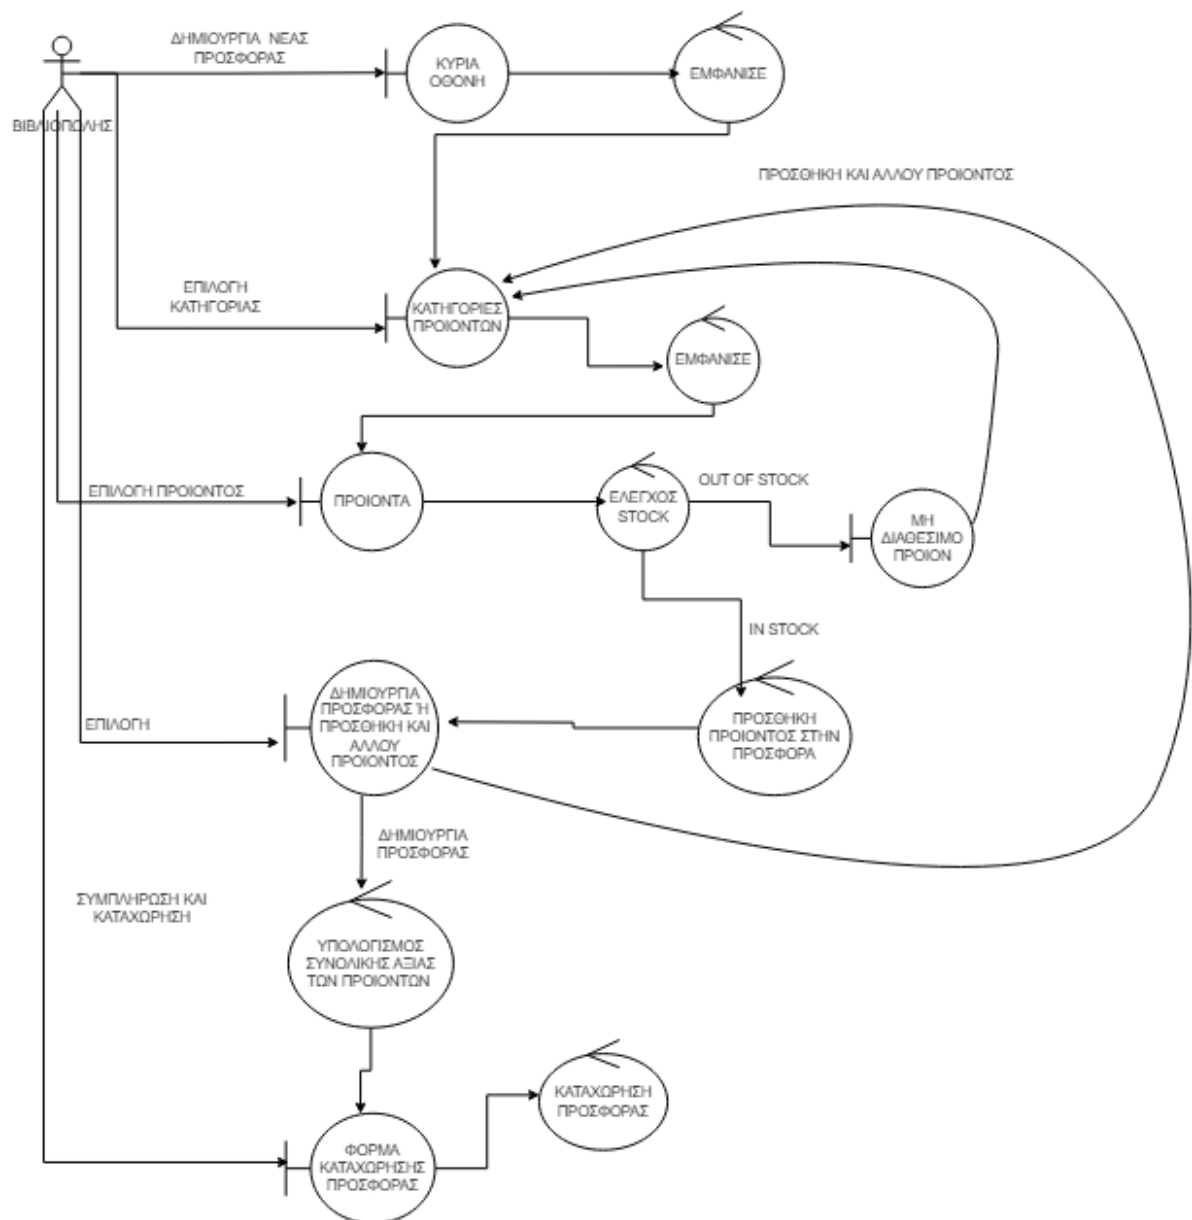 ΔΗΜΙΟΥΡΓΙΑ ΝΕΑΣ
ΠΡΟΣΦΟΡΑΣ
ΚΥΡΙΑ
ΟΘΟΝΗ
ΕΜΦΑΝΙΣΕ
ΒΙΒΛΙΟΠΩΛΗΣ
ΠΡΟΣΘΗΚΗ ΚΑΙ ΑΛΛΟΥ ΠΡΟΙΟΝΤΟΣ
ΕΠΙΛΟΓΗ
ΚΑΤΗΓΟΡΙΑΣ
ΚΑΤΗΓΟΡΙΕΣ
ΠΡΟΙΟΝΤΩΝ
ΕΜΦΑΝΙΣΕ
ΕΠΙΛΟΓΗ ΠΡΟΙΟΝΤΟΣ
ΠΡΟΙΟΝΤΑ
ΕΛΕΓΧΟΣ
STOCK
OUT OF STOCK
ΜΗ
ΔΙΑΘΕΣΙΜΟ
ΠΡΟΙΟΝ
IN STOCK
ΕΠΙΛΟΓΗ
ΔΗΜΙΟΥΡΓΙΑ
ΠΡΟΣΦΟΡΑΣ Ή
ΠΡΟΣΘΗΚΗ ΚΑΙ
ΑΛΛΟΥ
ΠΡΟΙΟΝΤΟΣ
ΠΡΟΣΘΗΚΗ
ΠΡΟΙΟΝΤΟΣ ΣΤΗΝ
ΠΡΟΣΦΟΡΑ
ΔΗΜΙΟΥΡΓΙΑ
ΠΡΟΣΦΟΡΑΣ
ΣΥΜΠΛΗΡΩΣΗ ΚΑΙ
ΚΑΤΑΧΩΡΗΣΗ
ΥΠΟΛΟΓΙΣΜΟΣ
ΣΥΝΟΛΙΚΗΣ ΑΞΙΑΣ
ΤΩΝ ΠΡΟΙΟΝΤΩΝ
ΚΑΤΑΧΩΡΗΣΗ
ΠΡΟΣΦΟΡΑΣ
ΦΟΡΜΑ
ΚΑΤΑΧΩΡΗΣΗΣ
ΠΡΟΣΦΟΡΑΣ